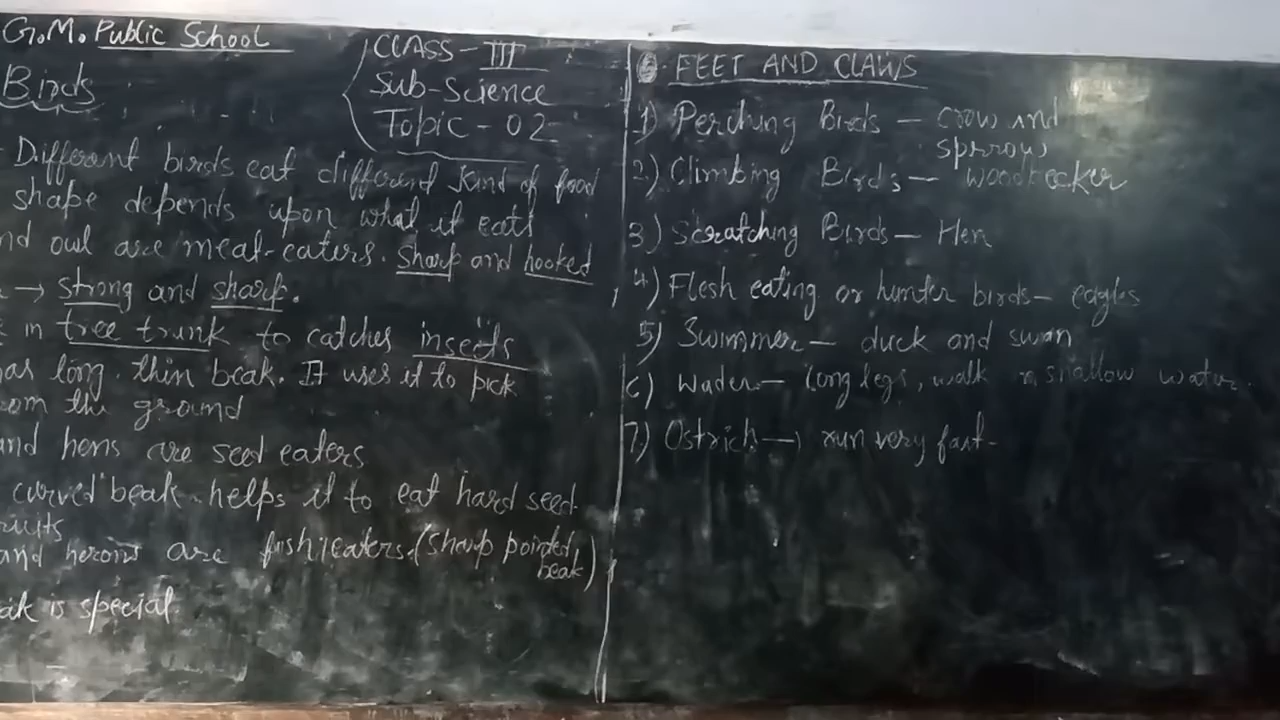 G.M. Public School
Birds
CLASS - III
Sub - Science
Topic - 02
Different birds eat different kind of food
shape depends upon what it eats
nd owl are meat-eaters. Sharp and hooked
→ strong and sharp.
in tree trunk to catches insects
as long, thin beak. It uses it to pick
om the ground
and hens are seed eaters
curved beak helps it to eat hard seed
ruits
and herons are fish eaters. (Sharp pointed
beak)
ak is special.
FEET AND CLAWS
1) Perching Birds - crow and
sprrow
2) Climbing Birds - woodpecker
3) Scratching Birds - Hen
4) Flesh eating or hunter birds - eagles
5) Swimmer - duck and swan
6) Wader - Long legs, walk n shallow water.
7) Ostrich → run very fast -